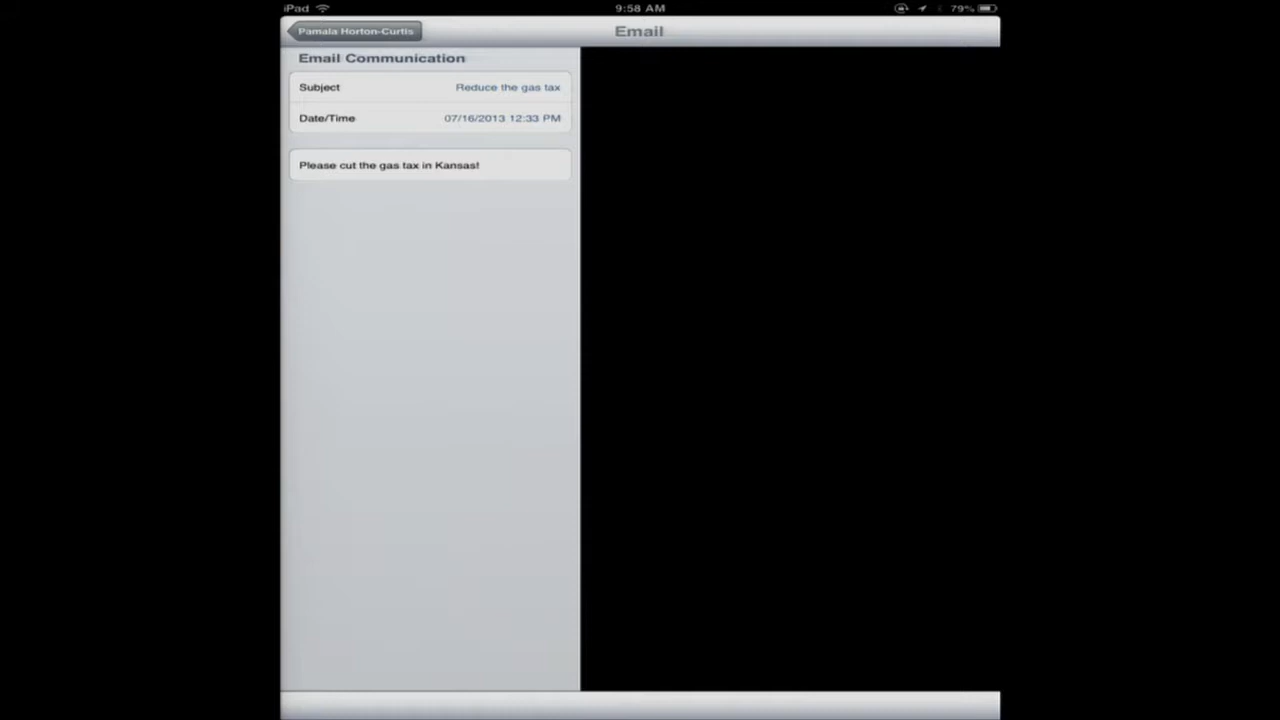 iPad 9:58 AM 79%
Pamala Horton-Curtis Email
Email Communication
Subject Reduce the gas tax
Date/Time 07/16/2013 12:33 PM
Please cut the gas tax in Kansas!